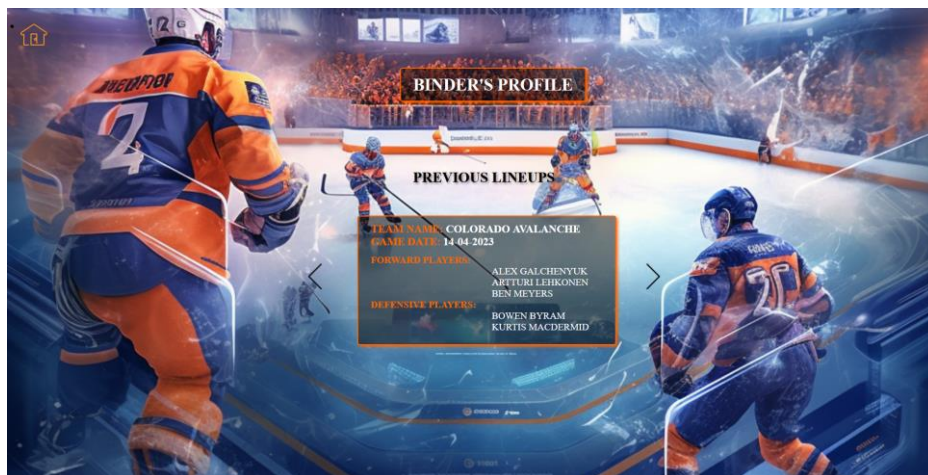 BINDER'S PROFILE
PREVIOUS LINEUPS
TEAM NAME: COLORADO AVALANCHE
GAME DATE: 14-04-2023
FORWARD PLAYERS:
ALEX GALCHENYUK
ARTTURI LEHKONEN
BEN MEYERS
DEFENSIVE PLAYERS:
BOWEN BYRAM
KURTIS MACDERMID